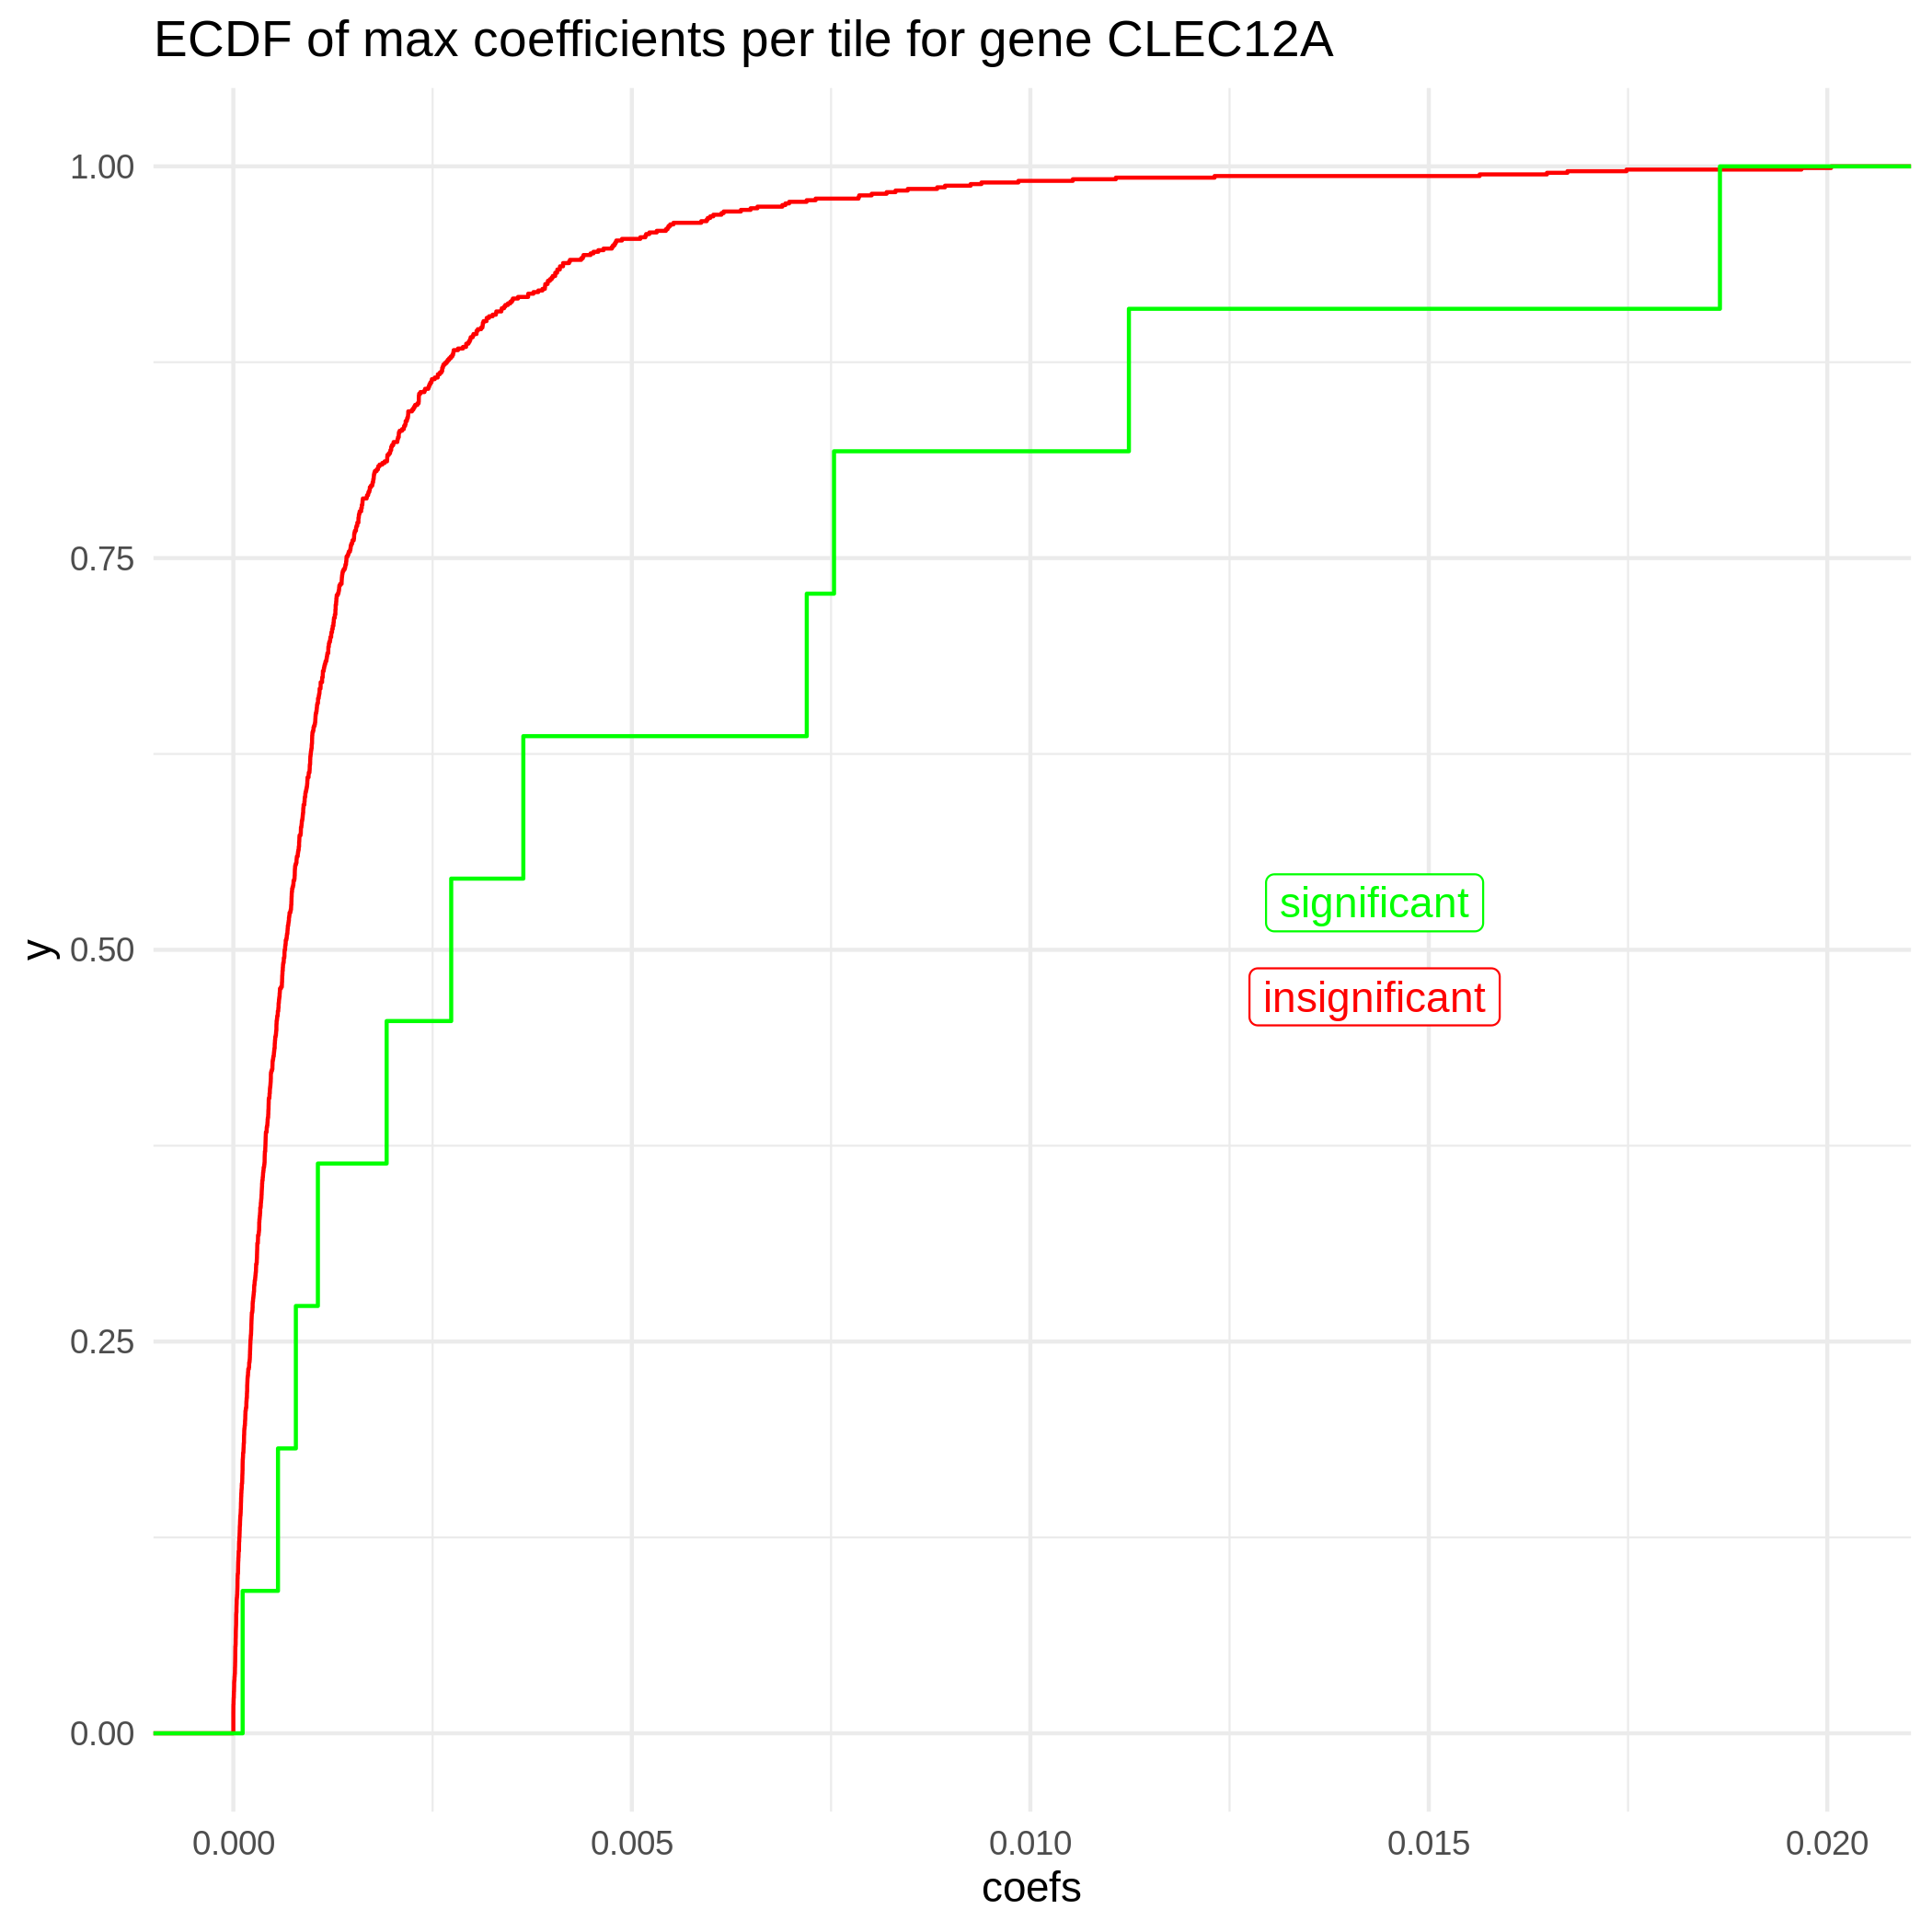 ECDF of max coefficients per tile for gene CLEC12A
1.00
0.75
0.50
0.25
0.00
y
significant
insignificant
0.000 0.005 0.010 0.015 0.020
coefs